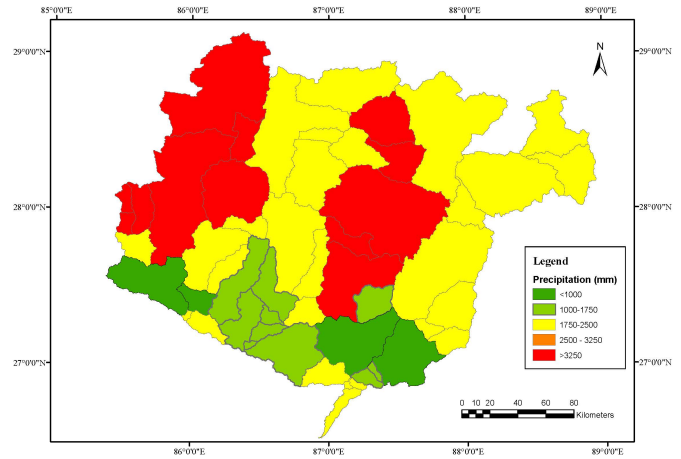 85°0'0"E 86°0'0"E 87°0'0"E 88°0'0"E 89°0'0"E
29°0'0"N 29°0'0"N
N
28°0'0"N 28°0'0"N
Legend
Precipitation (mm)
<1000
1000-1750
1750-2500
2500 - 3250
>3250
27°0'0"N 27°0'0"N
0 10 20 40 60 80
Kilometers
86°0'0"E 87°0'0"E 88°0'0"E 89°0'0"E